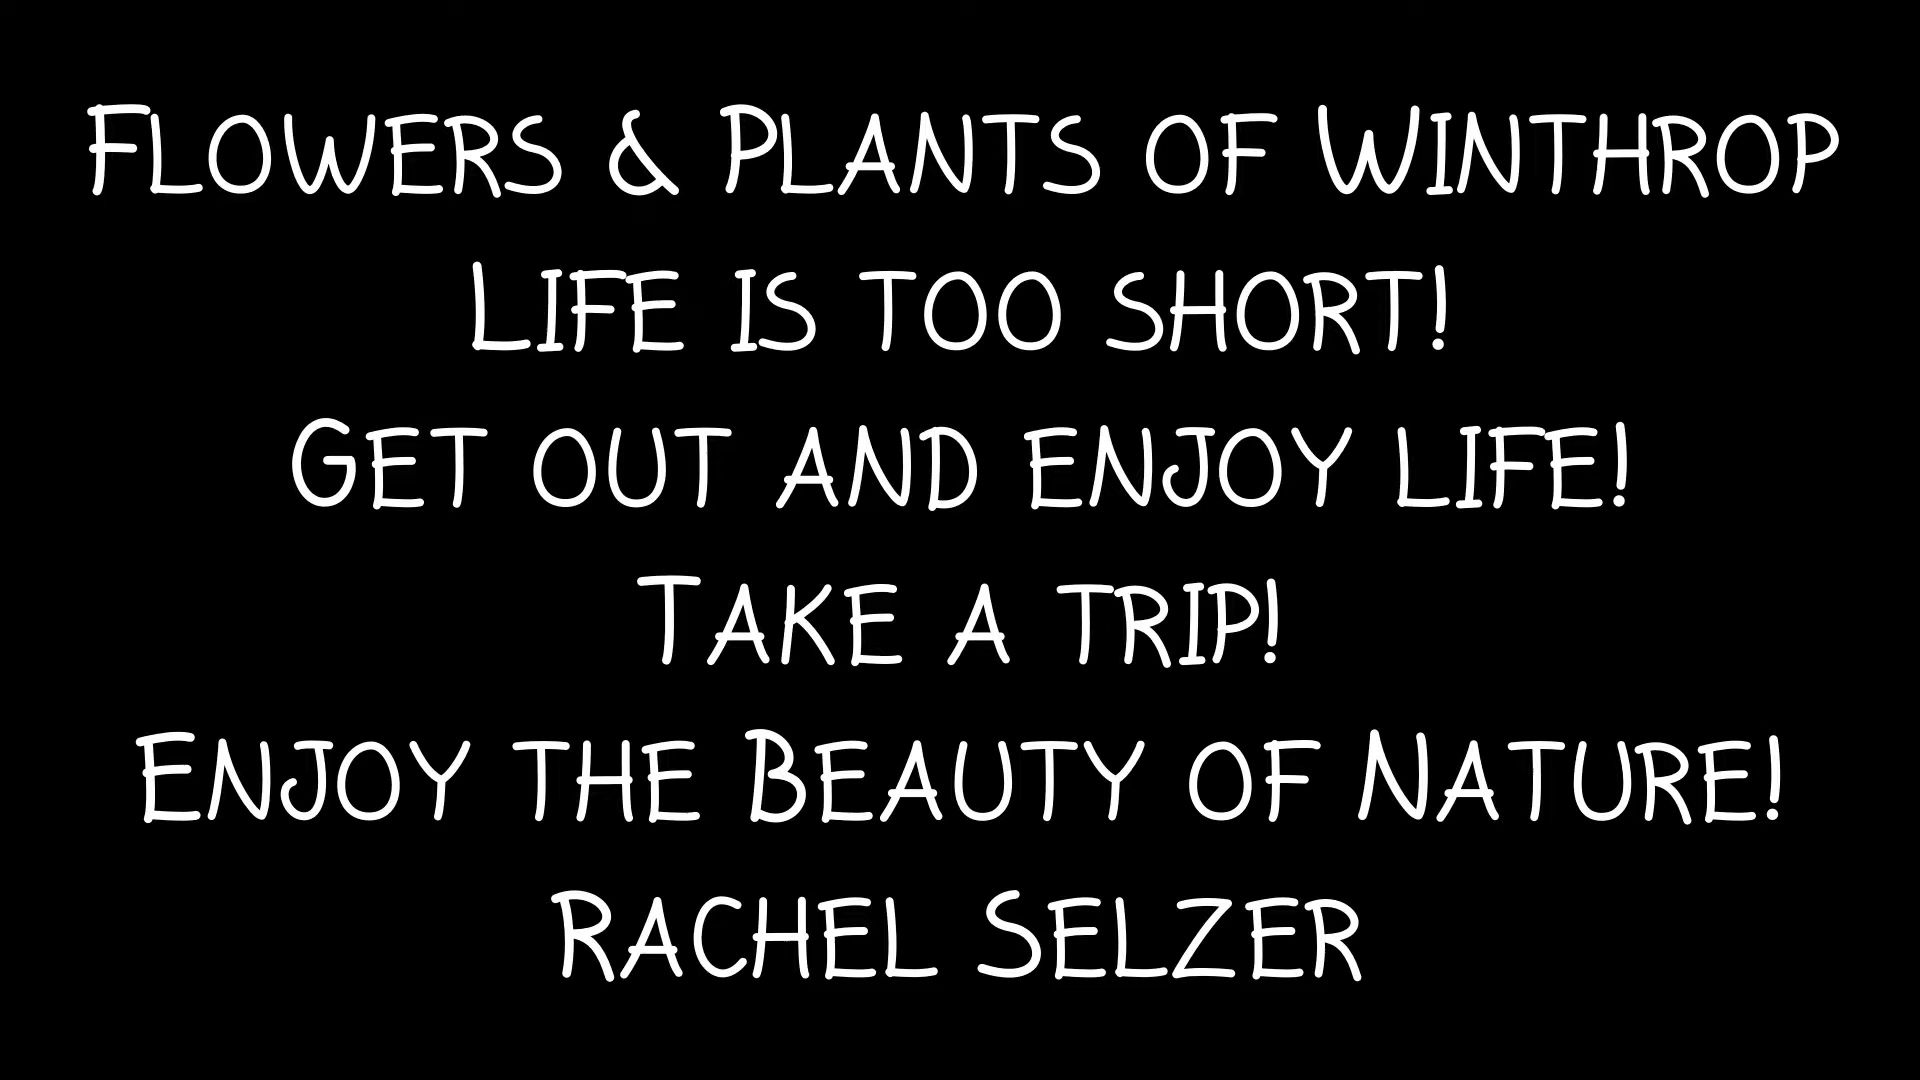 Flowers & Plants of Winthrop
Life is too short!
Get out and enjoy life!
Take a trip!
Enjoy the Beauty of Nature!
Rachel Selzer